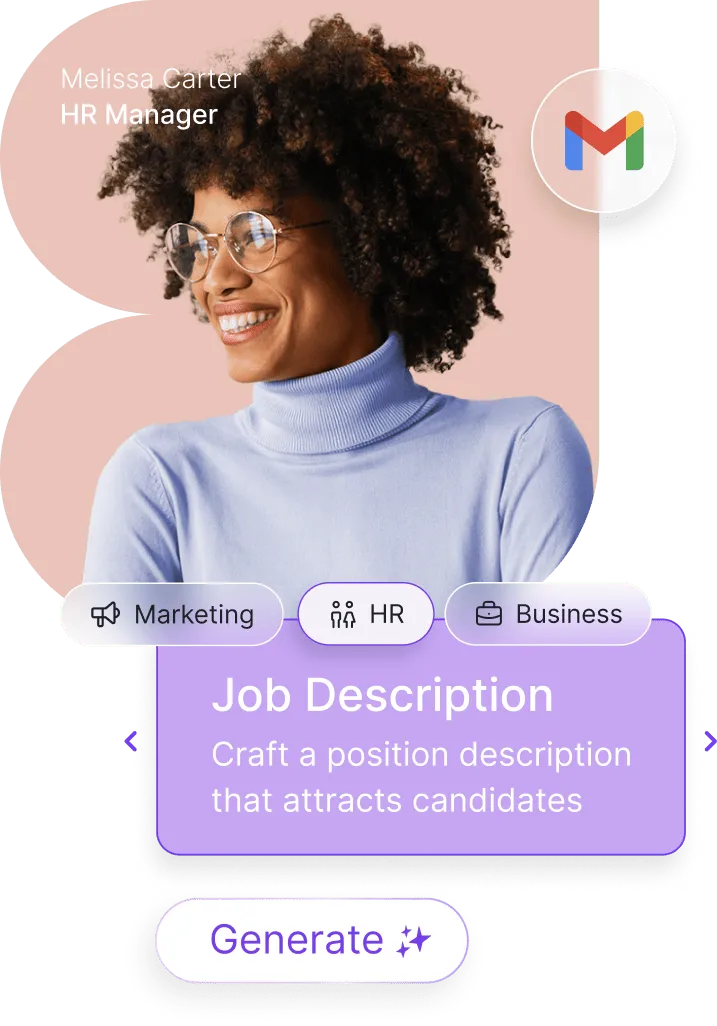 Melissa Carter
HR Manager
Marketing
HR
Business
Job Description
Craft a position description
that attracts candidates
Generate